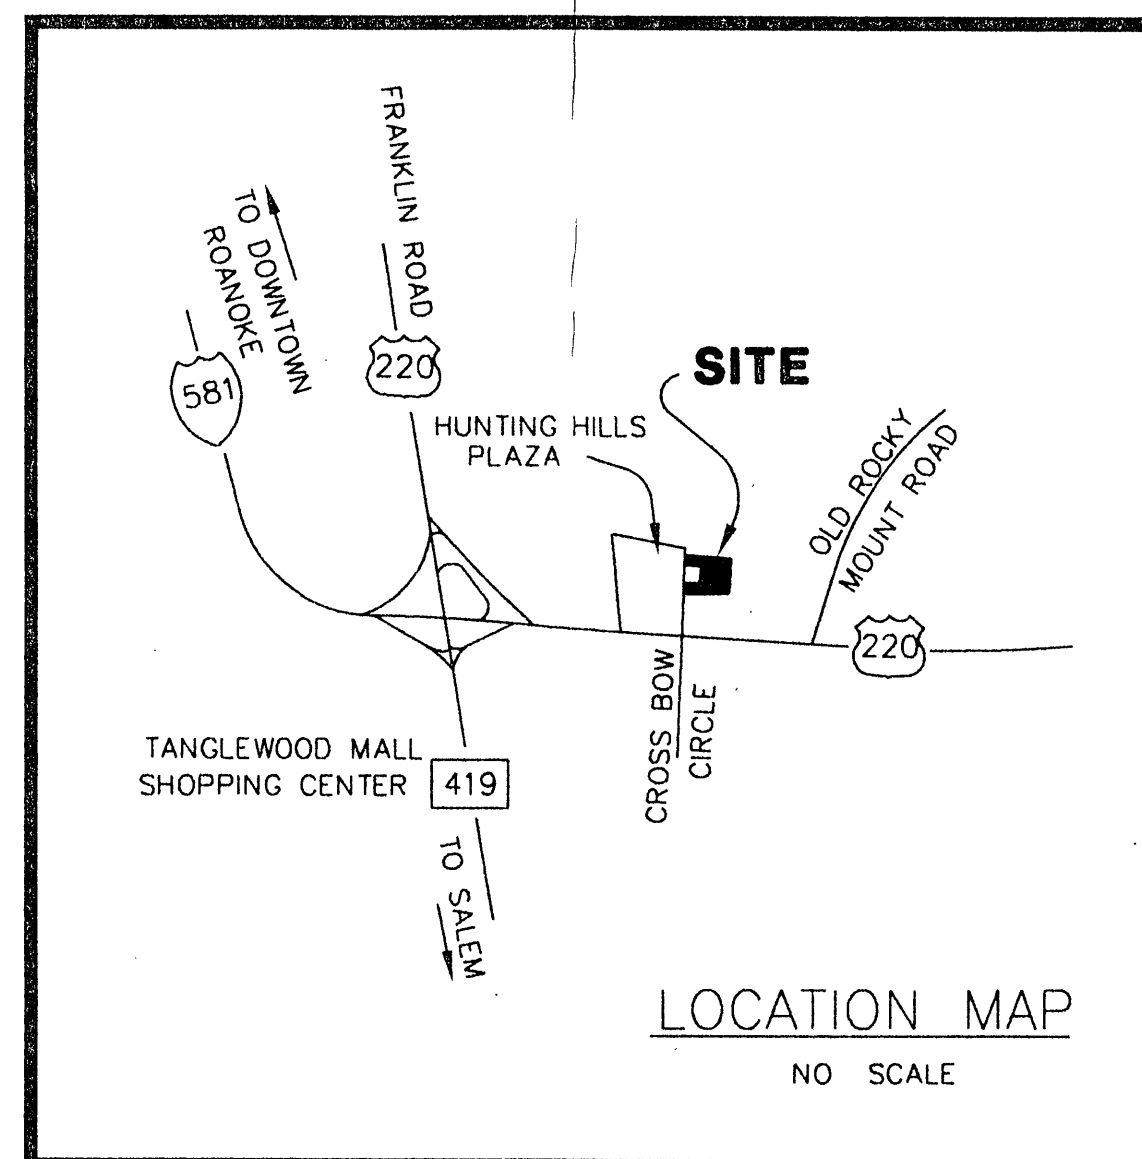 FRANKLIN ROAD
TO DOWNTOWN
ROANOKE
581
220
SITE
HUNTING HILLS
PLAZA
OLD ROCKY
MOUNT ROAD
220
CROSS BOW
CIRCLE
TANGLEWOOD MALL
SHOPPING CENTER
419
TO SALEM
LOCATION MAP
NO SCALE